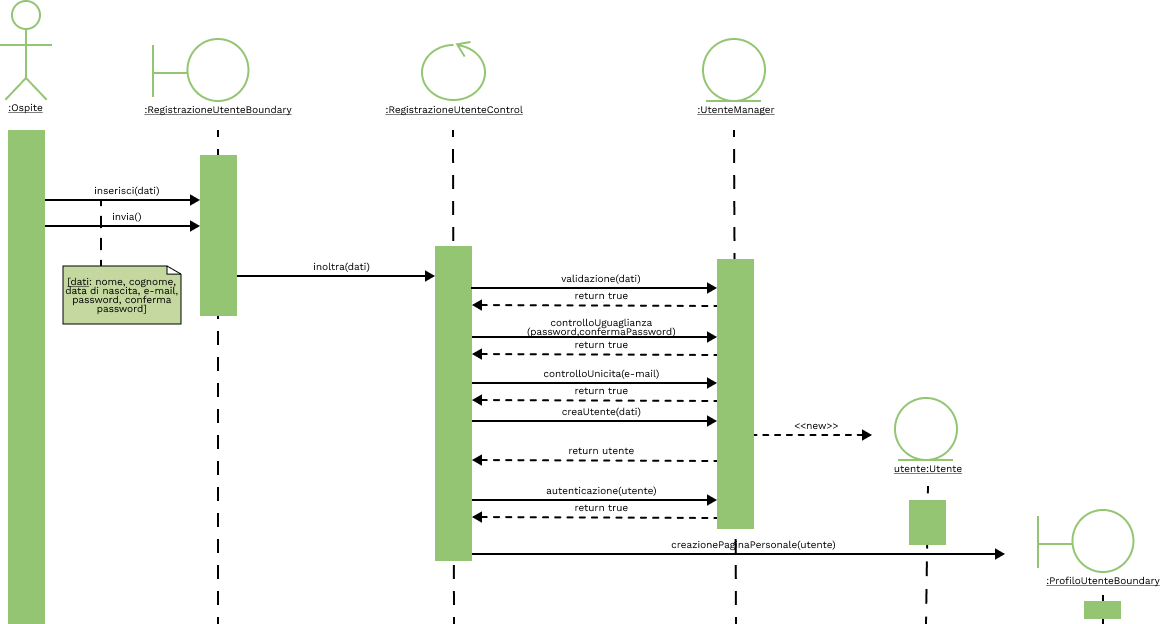 :Ospite
:RegistrazioneUtenteBoundary
:RegistrazioneUtenteControl
:UtenteManager
inserisci(dati)
invia()
[dati: nome, cognome,
data di nascita, e-mail,
password, conferma
password]
inoltra(dati)
validazione(dati)
return true
controlloUguaglianza
(password,confermaPassword)
return true
controlloUnicita(e-mail)
return true
creaUtente(dati)
<<new>>
return utente
utente:Utente
autenticazione(utente)
return true
creazionePaginaPersonale(utente)
:ProfiloUtenteBoundary